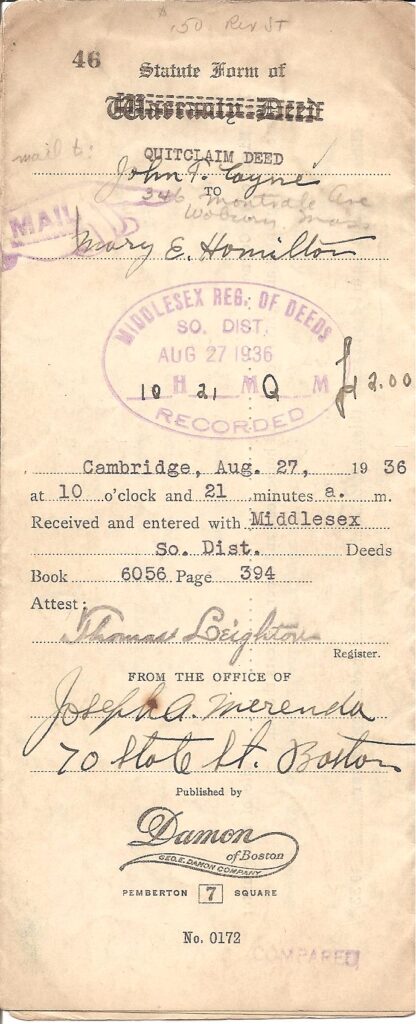 .50 Rev St
46
Statute Form of
Warranty Deed
QUITCLAIM DEED
mail to:
John T. Coyne
TO
346 Montvale Ave
Woburn Mass
MAIL
Mary E. Hamilton
MIDDLESEX REG. OF DEEDS
SO. DIST.
AUG 27 1936
10 H 21 M Q M
RECORDED
2.00
Cambridge, Aug. 27, 1936
at 10 o'clock and 21 minutes a. m.
Received and entered with Middlesex
So. Dist. Deeds
Book 6056 Page 394
Attest:
Thomas Leighton
Register.
FROM THE OFFICE OF
Joseph A. Merenda
70 State St. Boston
Published by
Damon
of Boston
GEO. E. DAMON COMPANY
PEMBERTON 7 SQUARE
No. 0172
COMPARED